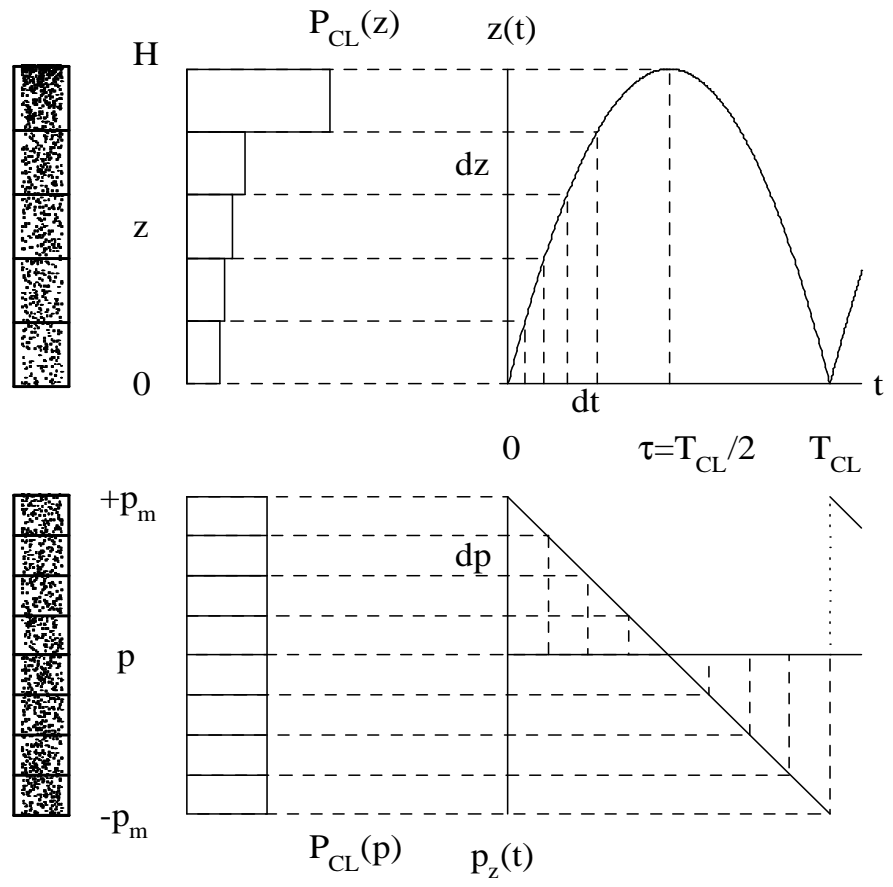 P_CL(z) z(t)
H
dz
z
0
dt
t
0 τ=T_CL/2 T_CL
+p_m
dp
p
-p_m
P_CL(p) p_z(t)